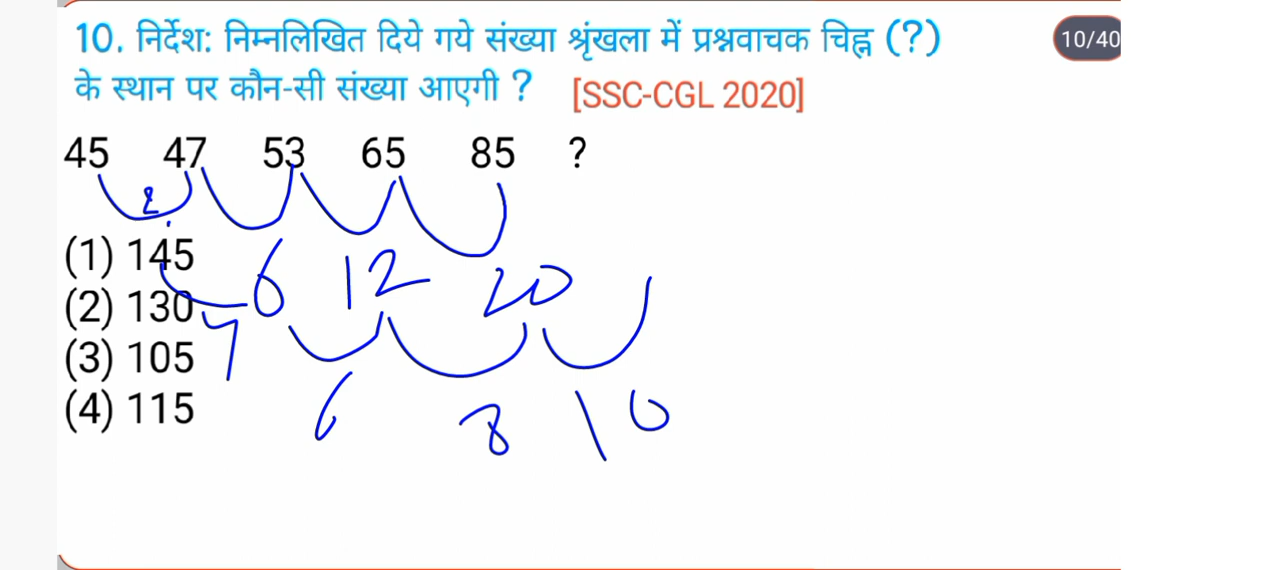 10. निर्देश: निम्नलिखित दिये गये संख्या श्रृंखला में प्रश्नवाचक चिह्न (?)
10/40
के स्थान पर कौन-सी संख्या आएगी ? [SSC-CGL 2020]
45 47 53 65 85 ?
2
(1) 145
6 12 20
(2) 130
4
(3) 105
(4) 115
6 8 10